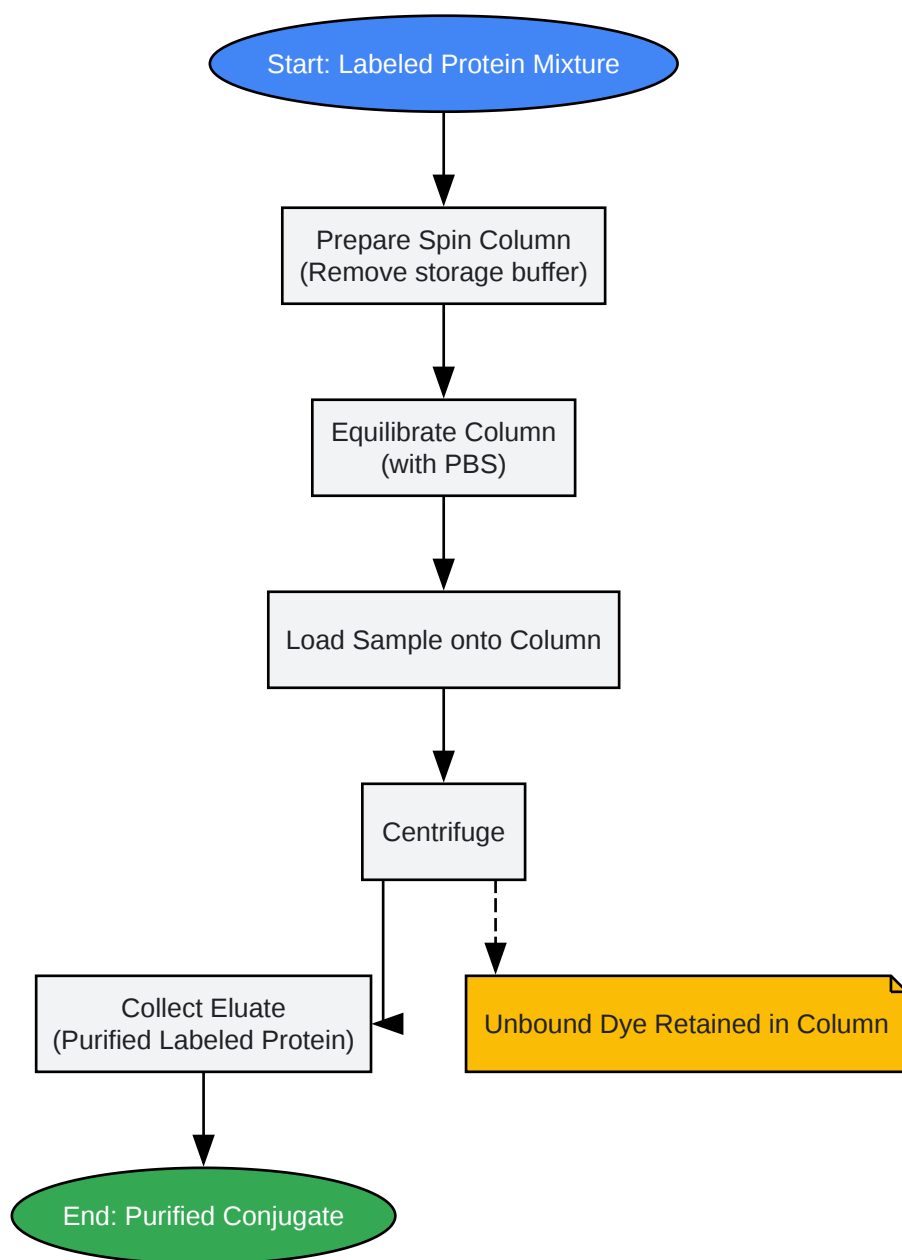 Start: Labeled Protein Mixture
Prepare Spin Column
(Remove storage buffer)
Equilibrate Column
(with PBS)
Load Sample onto Column
Centrifuge
Collect Eluate
(Purified Labeled Protein)
Unbound Dye Retained in Column
End: Purified Conjugate